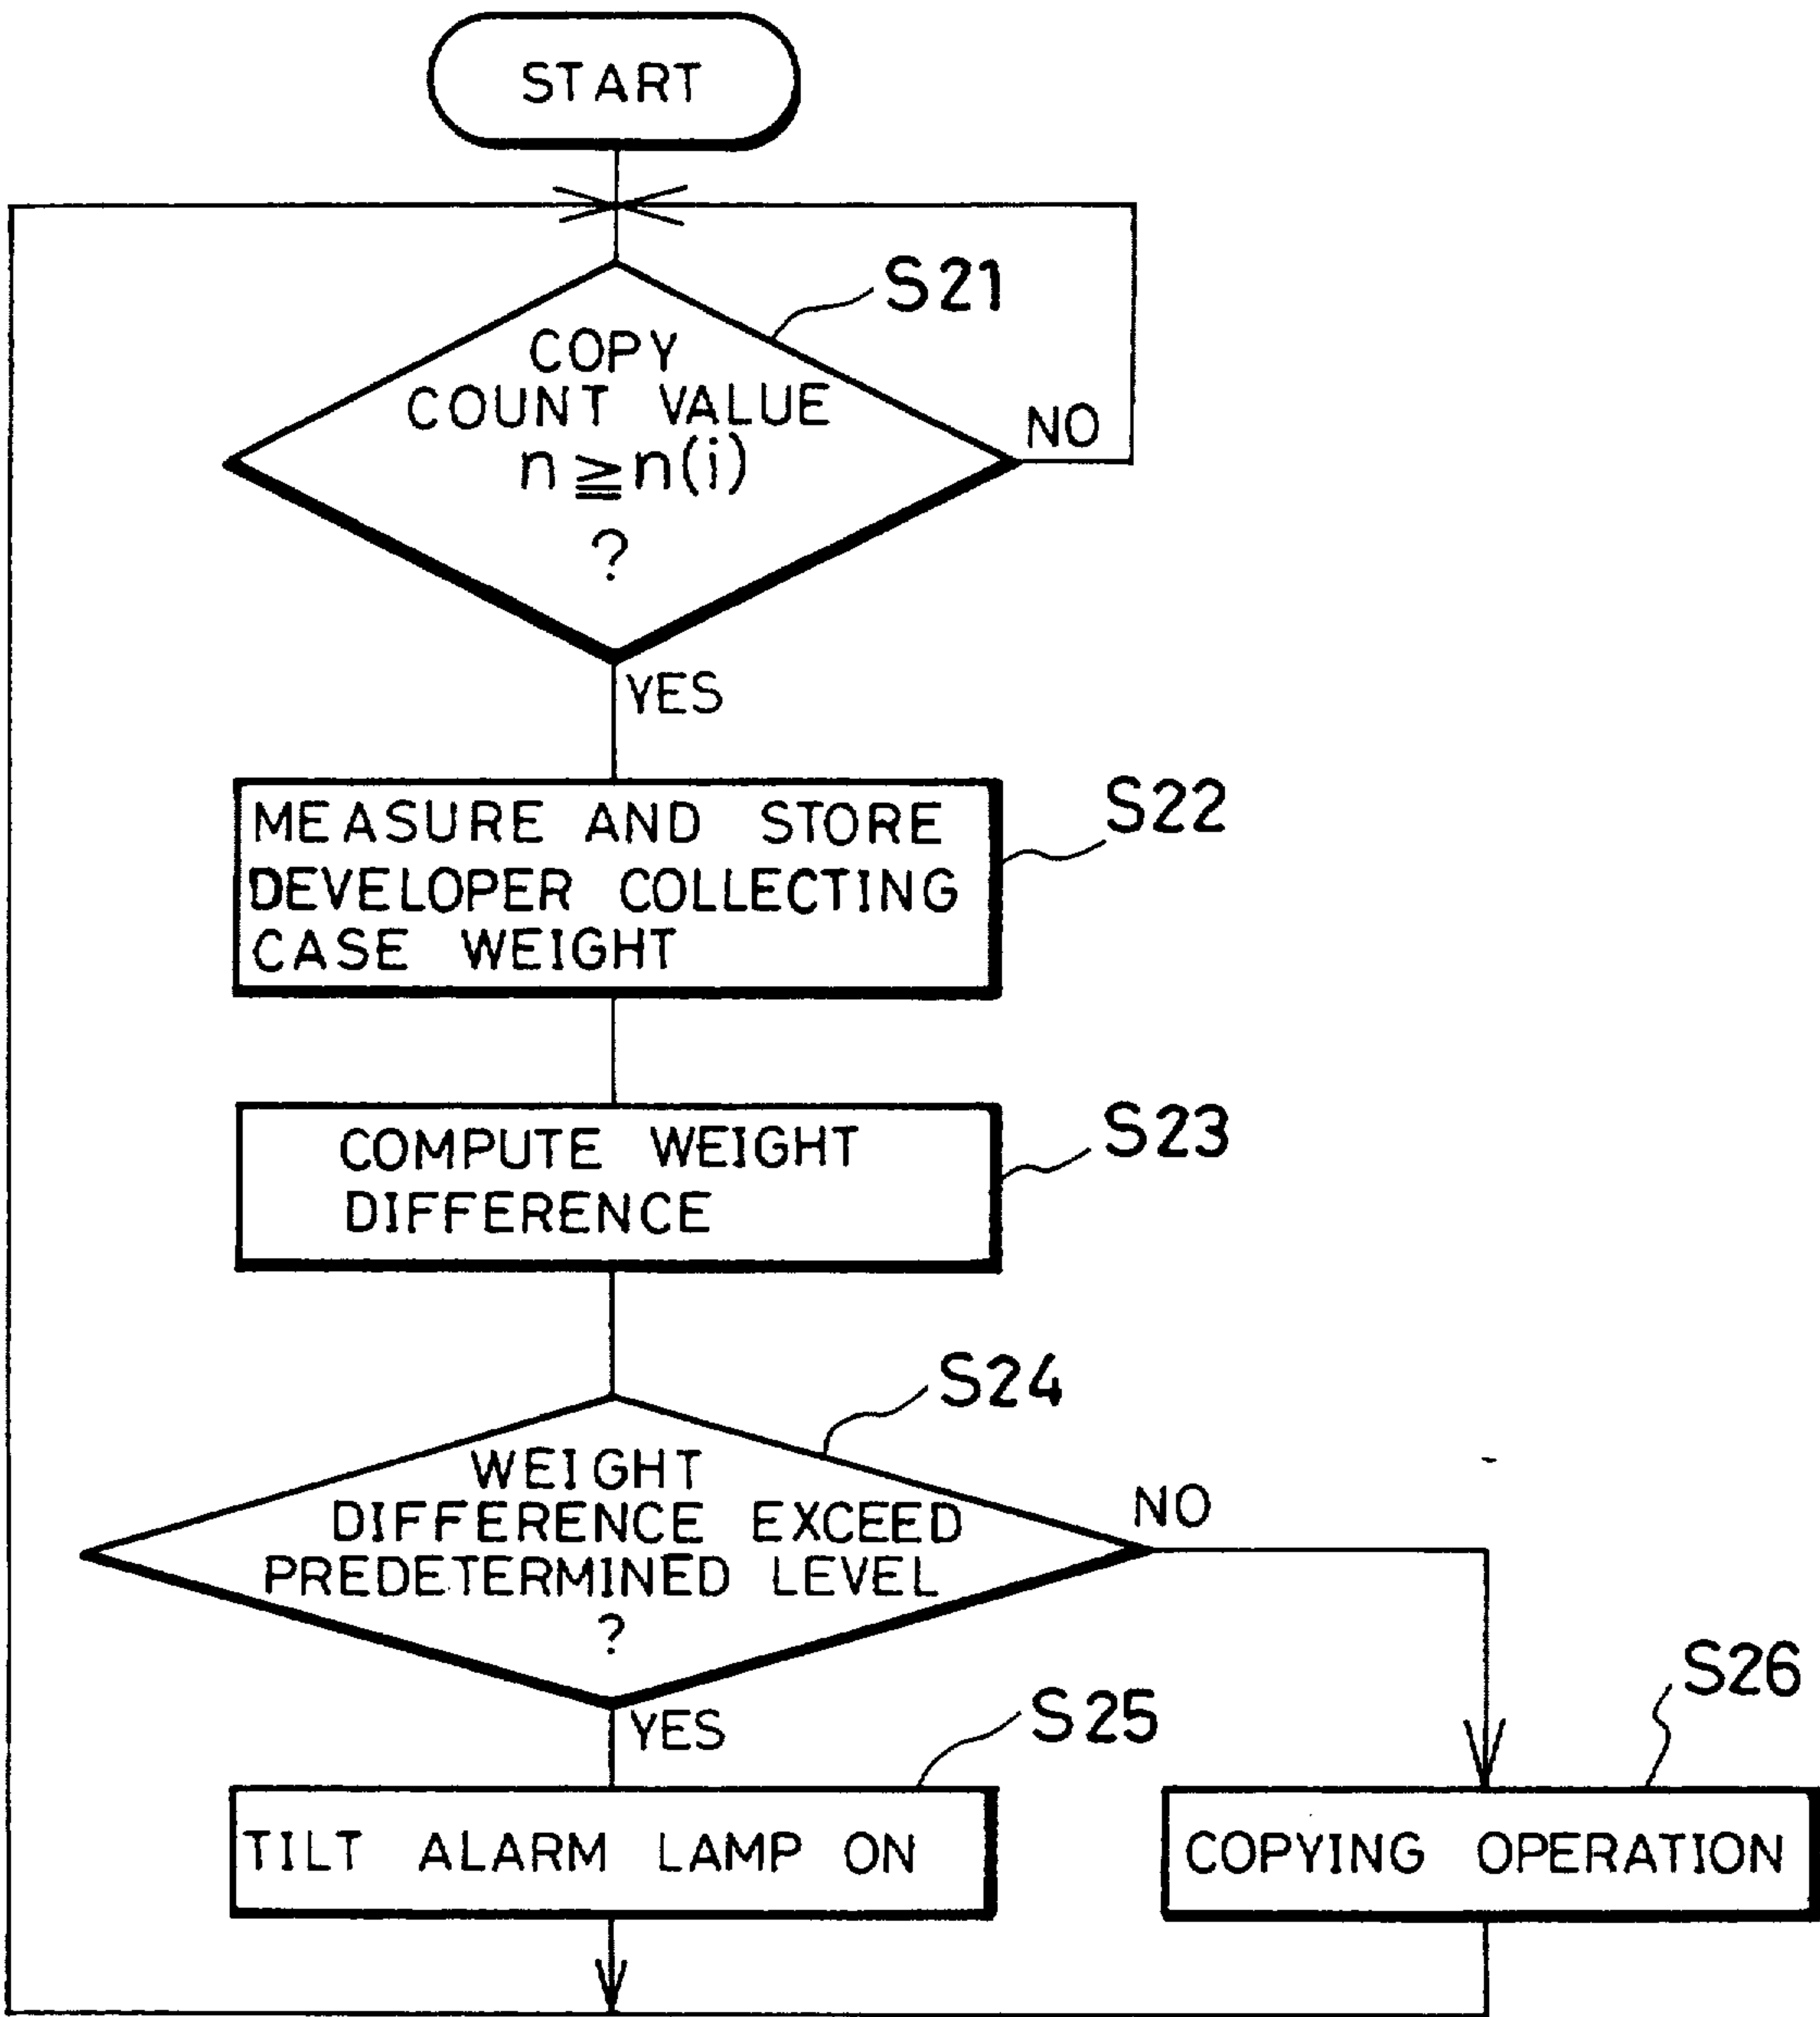 START
S21
COPY
COUNT VALUE
n ≧ n(i)
?
NO
YES
S22
MEASURE AND STORE
DEVELOPER COLLECTING
CASE WEIGHT
S23
COMPUTE WEIGHT
DIFFERENCE
S24
WEIGHT
DIFFERENCE EXCEED
PREDETERMINED LEVEL
?
NO
YES
S25
TILT ALARM LAMP ON
S26
COPYING OPERATION